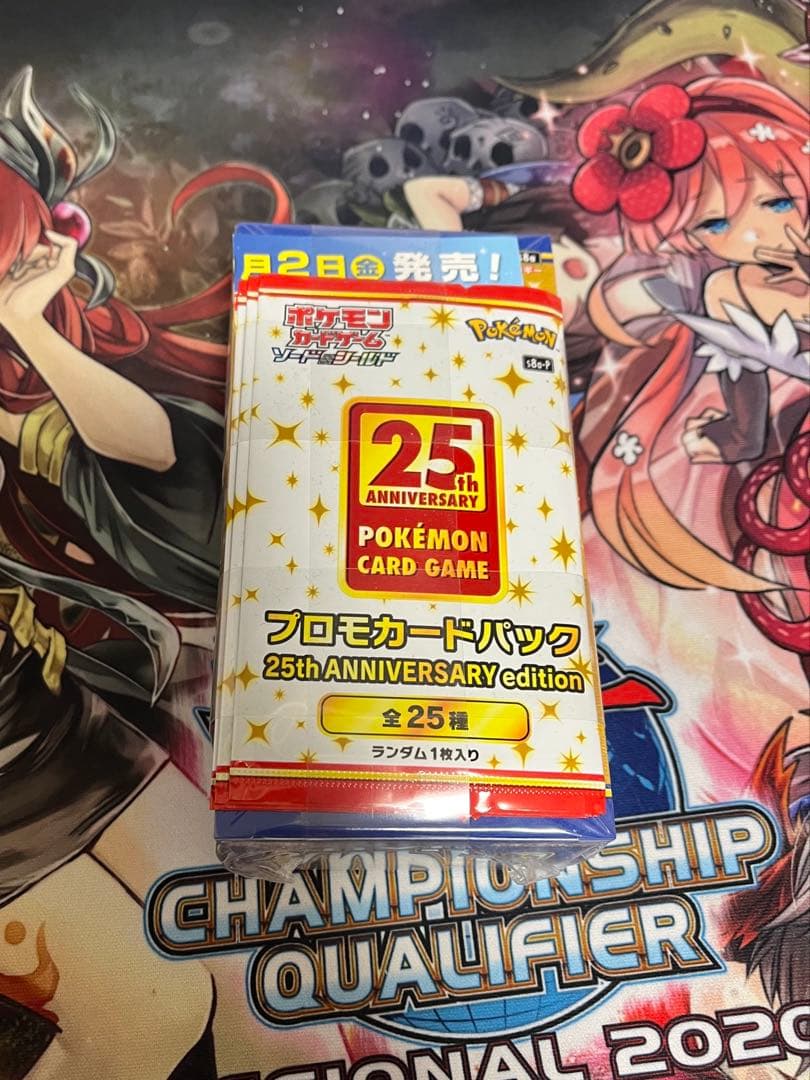 月2日金発売！
S8a
ポケモン
カードゲーム
ソード&シールド
Pokémon
S8a-P
25th
ANNIVERSARY
POKÉMON
CARD GAME
プロモカードパック
25th ANNIVERSARY edition
全25種
ランダム1枚入り
CHAMPIONSHIP
QUALIFIER
IONAL 2020